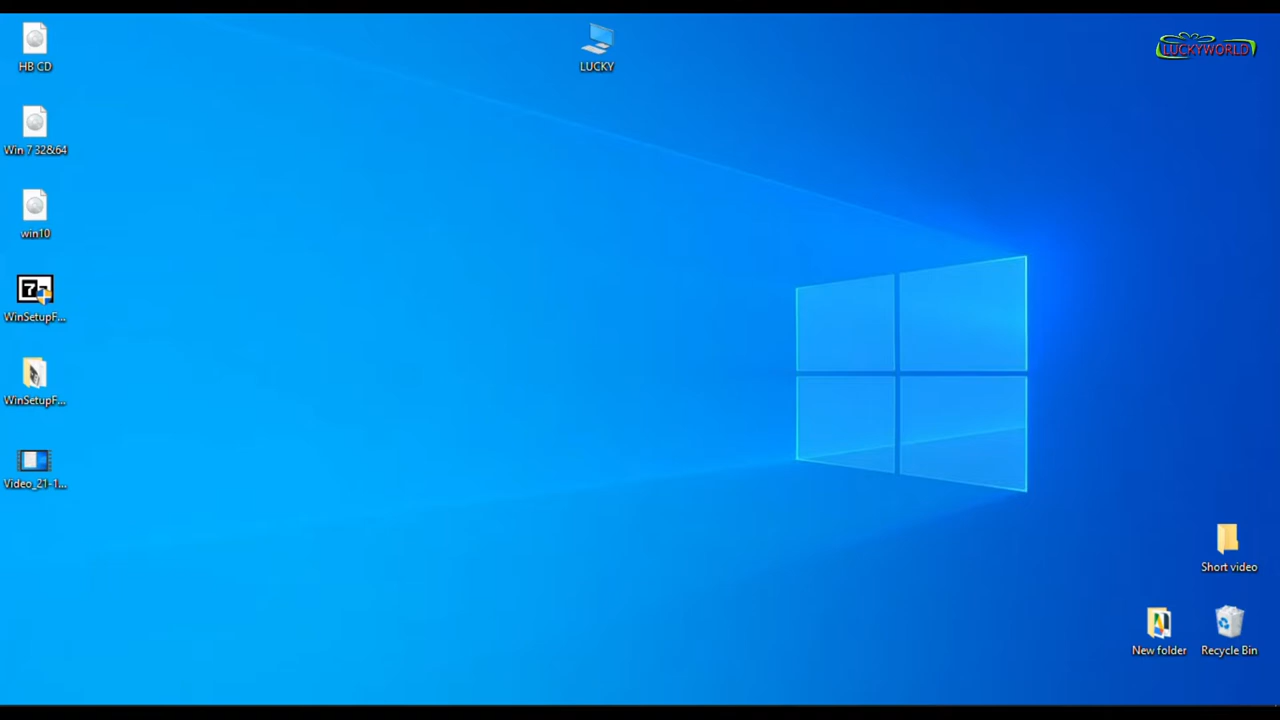 HB CD
LUCKY
LUCKYWORLD
Win 7 32&64
win10
7
WinSetupF...
WinSetupF...
Video_21-1...
Short video
New folder
Recycle Bin